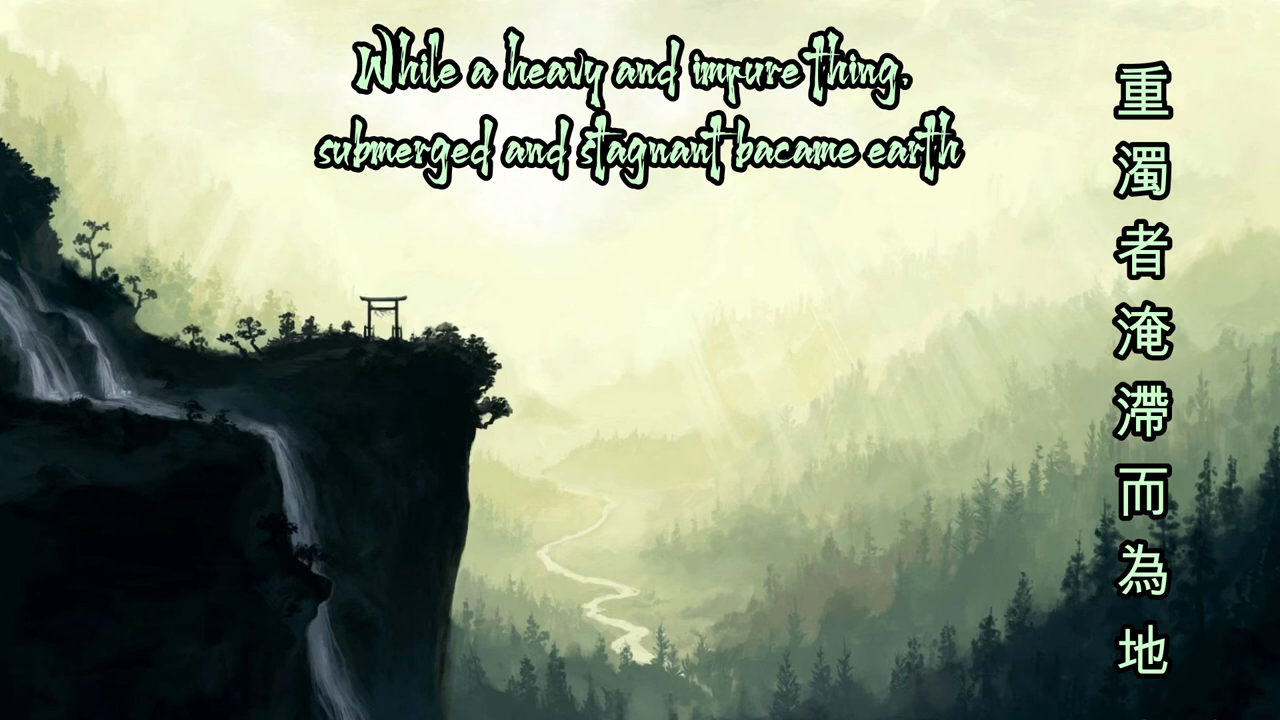 While a heavy and impure thing,
submerged and stagnant bacame earth
重濁者淹滯而為地